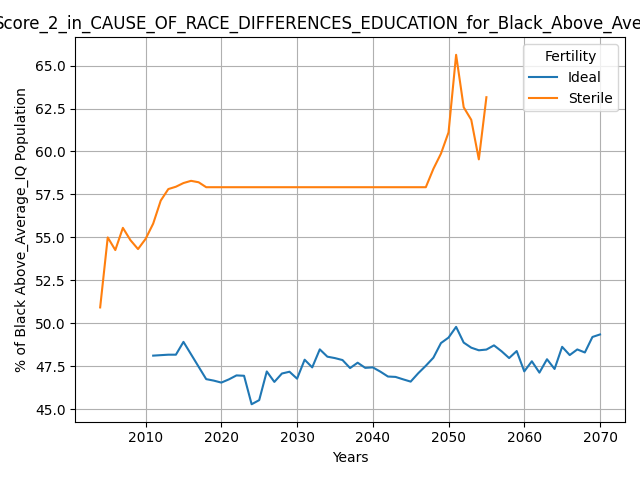 Score_2_in_CAUSE_OF_RACE_DIFFERENCES_EDUCATION_for_Black_Above_Ave
Fertility
Ideal
Sterile
% of Black Above_Average_IQ Population
65.0
62.5
60.0
57.5
55.0
52.5
50.0
47.5
45.0
2010 2020 2030 2040 2050 2060 2070
Years